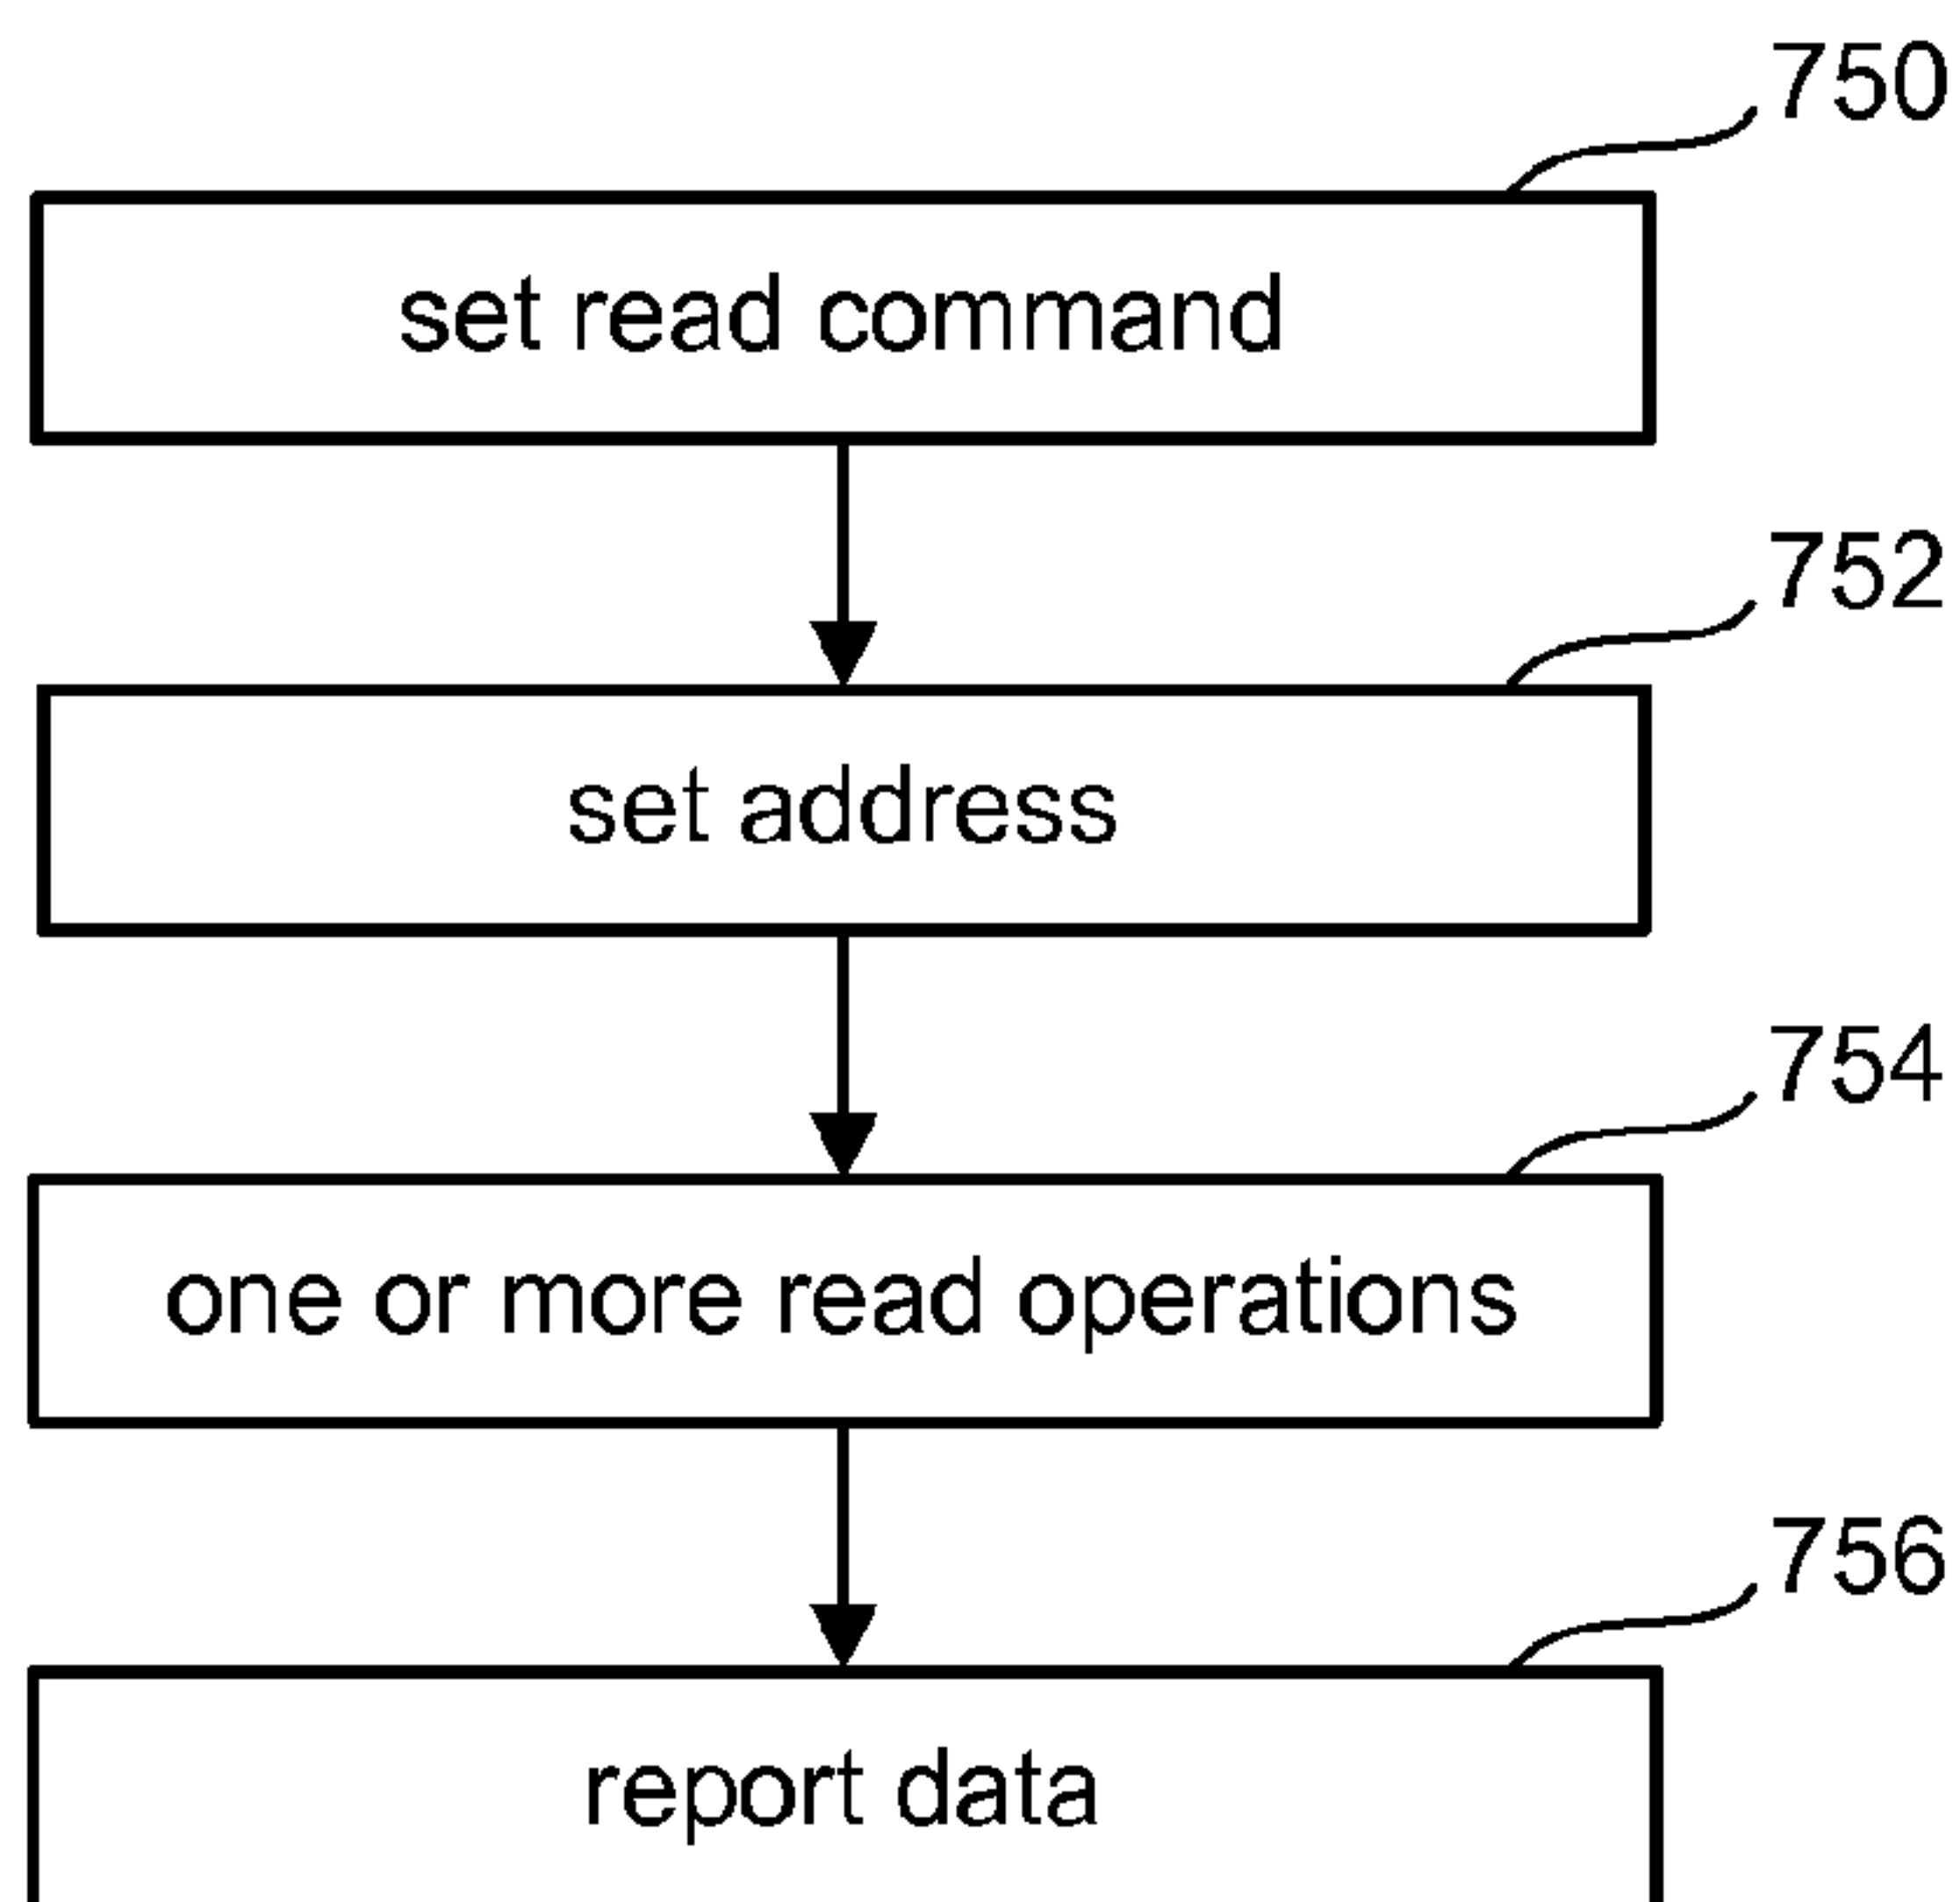 750
set read command
752
set address
754
one or more read operations
756
report data